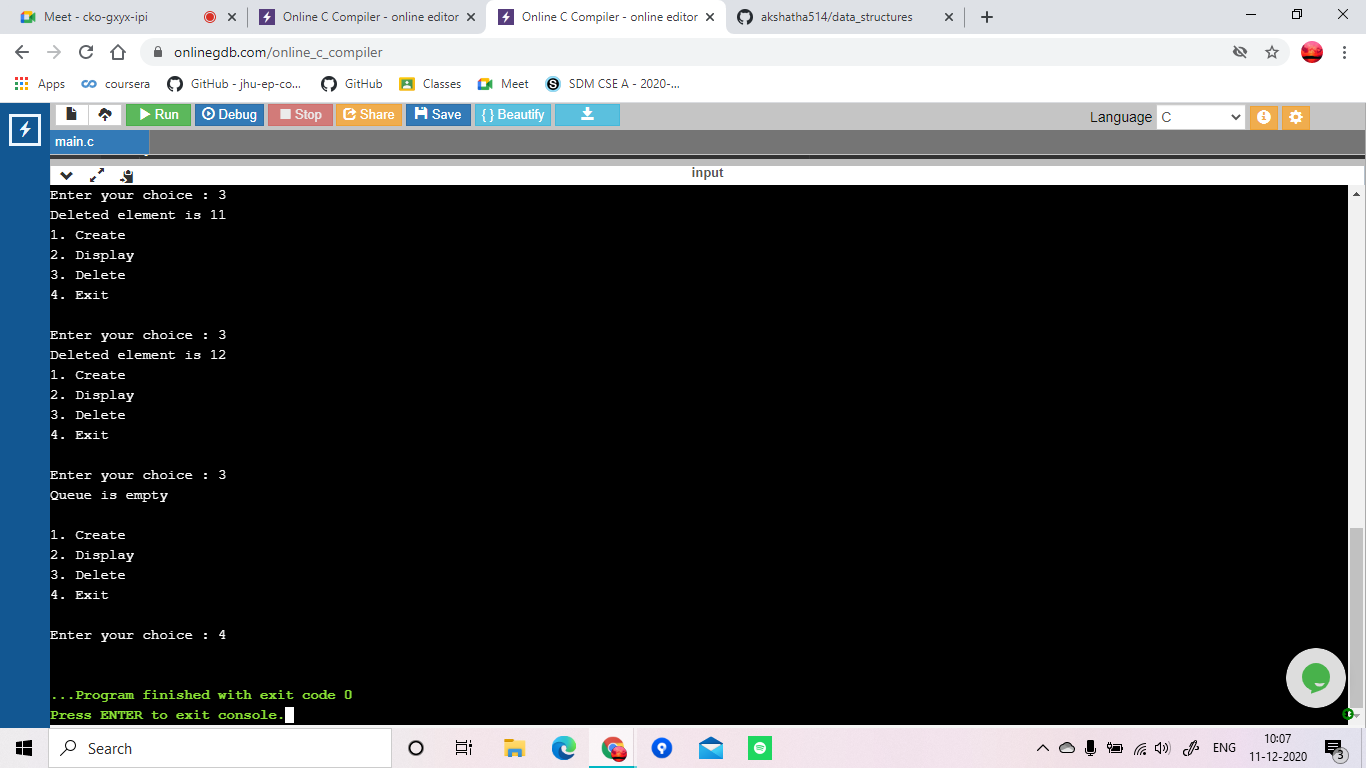 Meet - cko-gxyx-ipi
Online C Compiler - online editor
Online C Compiler - online editor
akshatha514/data_structures
onlinegdb.com/online_c_compiler
Apps
coursera
GitHub - jhu-ep-co...
GitHub
Classes
Meet
SDM CSE A - 2020-...
Run
Debug
Stop
Share
Save
{ } Beautify
Language
C
main.c
input
Enter your choice : 3
Deleted element is 11
1. Create
2. Display
3. Delete
4. Exit
Enter your choice : 3
Deleted element is 12
1. Create
2. Display
3. Delete
4. Exit
Enter your choice : 3
Queue is empty
1. Create
2. Display
3. Delete
4. Exit
Enter your choice : 4
...Program finished with exit code 0
Press ENTER to exit console.
Search
ENG
10:07
11-12-2020
3